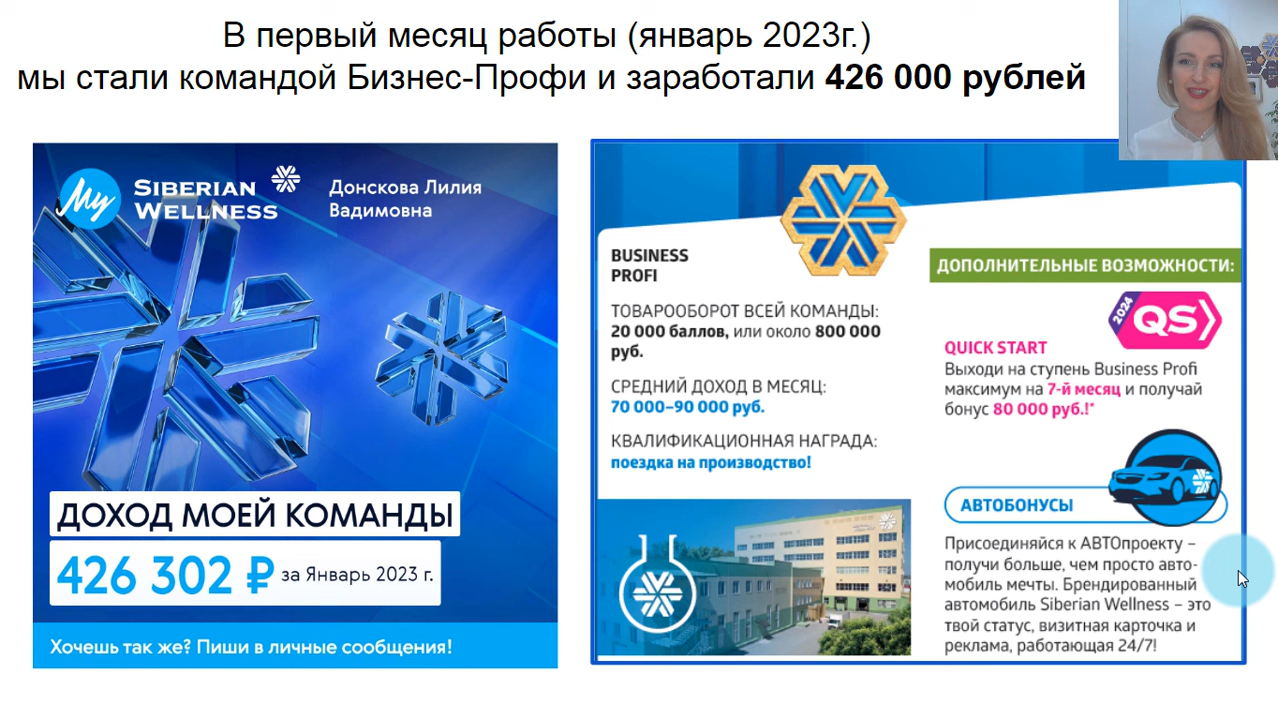 В первый месяц работы (январь 2023г.)
мы стали командой Бизнес-Профи и заработали 426 000 рублей
My
SIBERIAN
WELLNESS
Донскова Лилия
Вадимовна
ДОХОД МОЕЙ КОМАНДЫ
426 302 ₽ за Январь 2023 г.
Хочешь так же? Пиши в личные сообщения!
BUSINESS
PROFI
ТОВАРООБОРОТ ВСЕЙ КОМАНДЫ:
20 000 баллов, или около 800 000
руб.
СРЕДНИЙ ДОХОД В МЕСЯЦ:
70 000–90 000 руб.
КВАЛИФИКАЦИОННАЯ НАГРАДА:
поездка на производство!
ДОПОЛНИТЕЛЬНЫЕ ВОЗМОЖНОСТИ:
2024
QS
QUICK START
Выходи на ступень Business Profi
максимум на 7-й месяц и получай
бонус 80 000 руб.!*
АВТОБОНУСЫ
Присоединяйся к АВТОпроекту –
получи больше, чем просто авто-
мобиль мечты. Брендированный
автомобиль Siberian Wellness – это
твой статус, визитная карточка и
реклама, работающая 24/7!